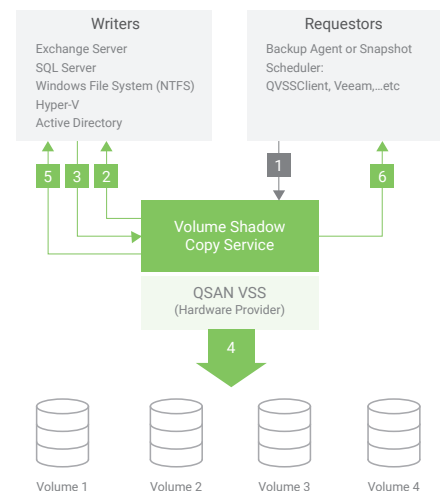 Writers
Exchange Server
SQL Server
Windows File System (NTFS)
Hyper-V
Active Directory
Requestors
Backup Agent or Snapshot
Scheduler:
QVSSClient, Veeam,...etc
5
3
2
1
6
Volume Shadow
Copy Service
QSAN VSS
(Hardware Provider)
4
Volume 1
Volume 2
Volume 3
Volume 4